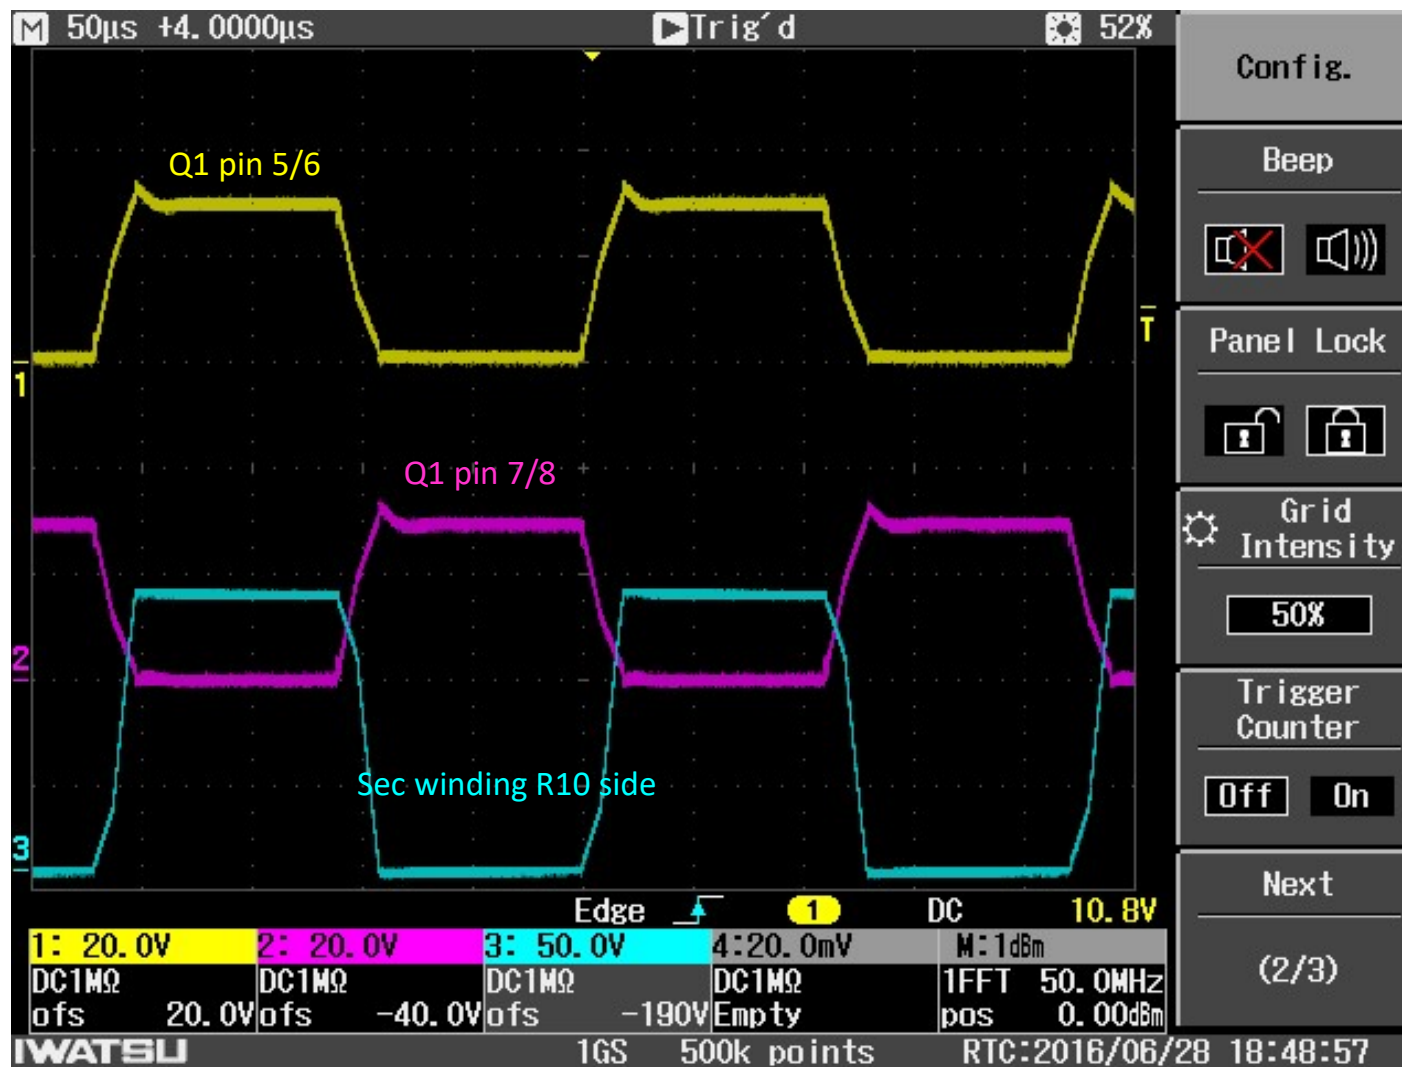 M 50µs +4.0000µs Trig'd 52%
Config.
Q1 pin 5/6
Beep
T
Panel Lock
1
Q1 pin 7/8
Grid
Intensity
50%
2
Trigger
Counter
Sec winding R10 side
Off On
3
Next
Edge 1 DC 10.8V
1: 20.0V 2: 20.0V 3: 50.0V 4:20.0mV M:1dBm
DC1MΩ DC1MΩ DC1MΩ DC1MΩ 1FFT 50.0MHz
(2/3)
ofs 20.0V ofs -40.0V ofs -190V Empty pos 0.00dBm
IWATSU 1GS 500k points RTC:2016/06/28 18:48:57